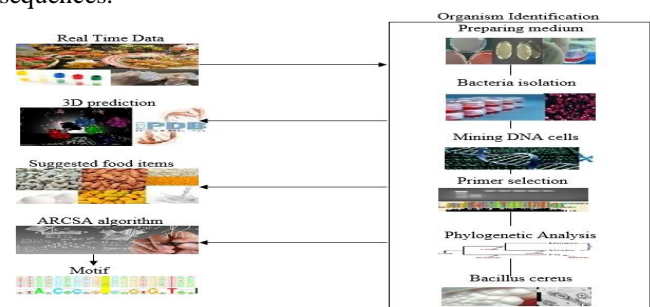 sequences.
Real Time Data
3D prediction
PDB
Suggested food items
ARCSA algorithm
Motif
Organism Identification
Preparing medium
Bacteria isolation
Mining DNA cells
Primer selection
Phylogenetic Analysis
Bacillus cereus